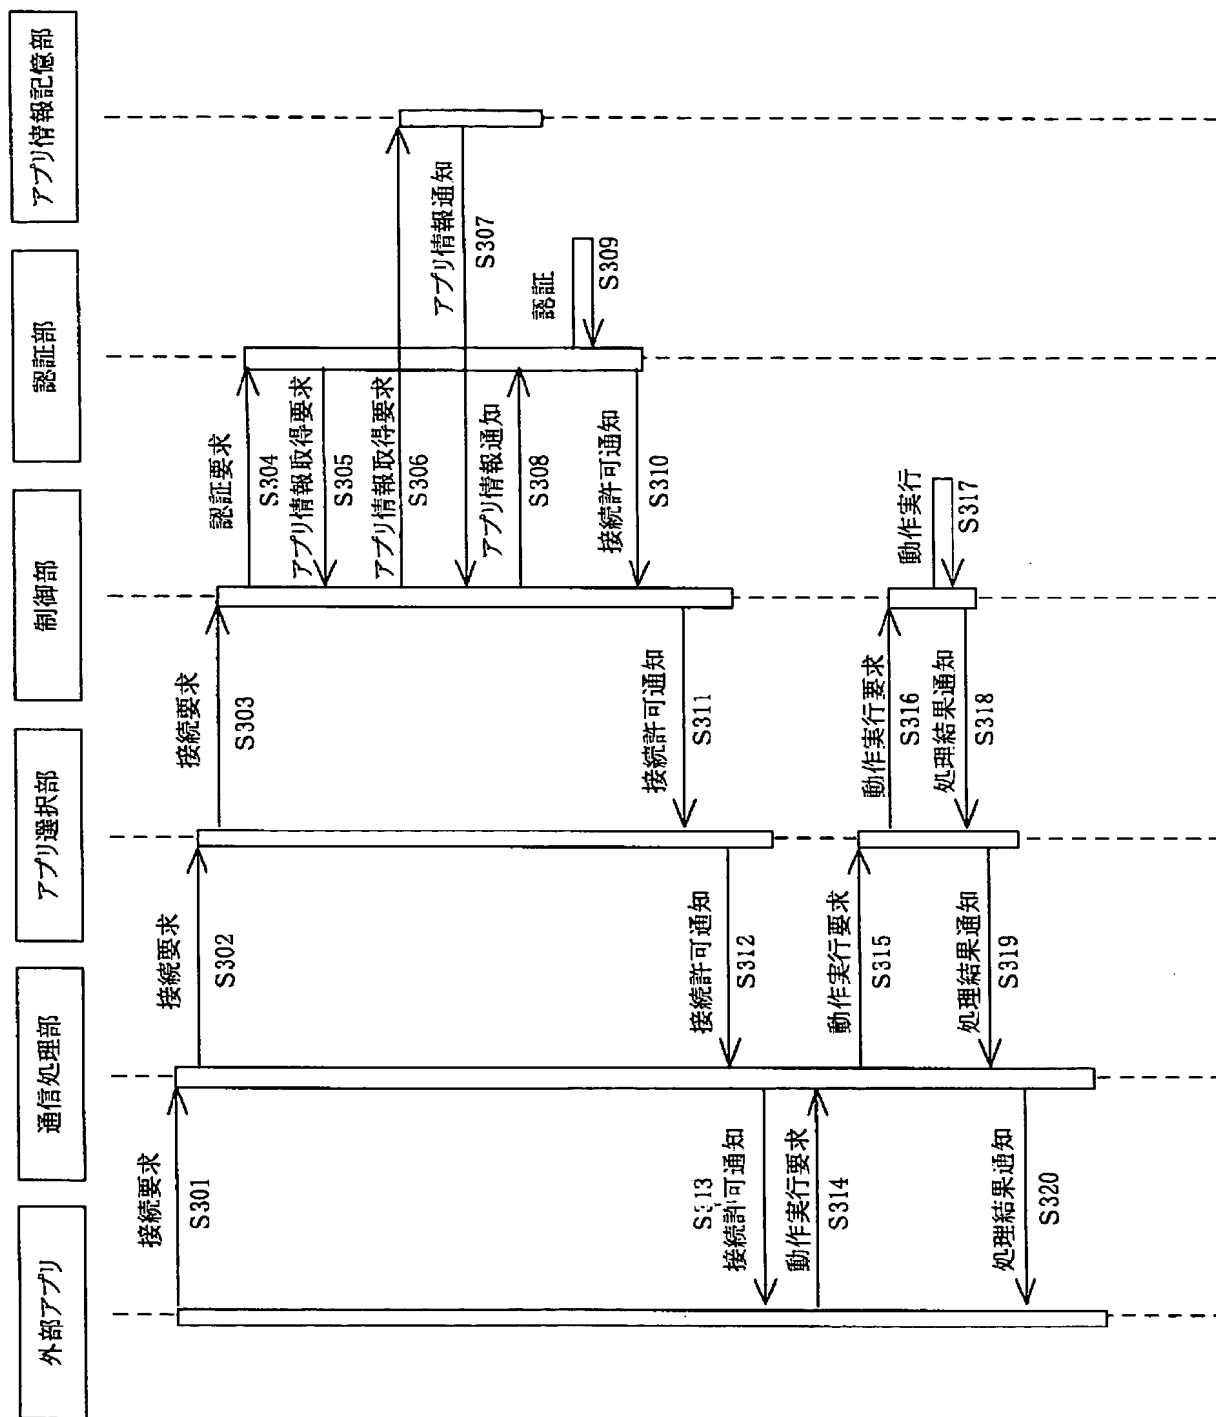 外部アプリ
通信処理部
アプリ選択部
制御部
認証部
アプリ情報記憶部
接続要求
S301
接続要求
S302
接続要求
S303
認証要求
S304
アプリ情報取得要求
S305
アプリ情報取得要求
S306
アプリ情報通知
S307
アプリ情報通知
S308
認証
S309
接続許可通知
S310
接続許可通知
S311
接続許可通知
S312
S313
接続許可通知
動作実行要求
S314
動作実行要求
S315
動作実行要求
S316
動作実行
S317
処理結果通知
S318
処理結果通知
S319
処理結果通知
S320